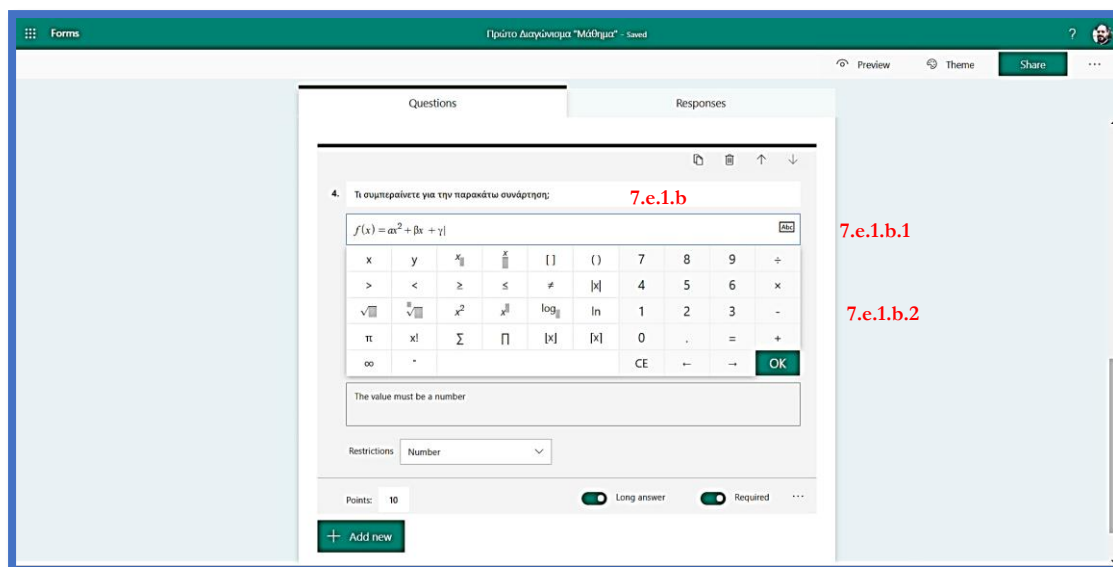 Forms Πρώτο Διαγώνισμα "Μάθημα" - Saved ?
Preview Theme Share ...
Questions Responses
4. Τι συμπεραίνετε για την παρακάτω συνάρτηση; 7.e.1.b
f(x) = αx² + βx + γ| Abc 7.e.1.b.1
x y x▯ x/▯ [ ] ( ) 7 8 9 ÷
> < ≥ ≤ ≠ |x| 4 5 6 ×
√▯ ▯√▯ x² x▯ log▯ ln 1 2 3 - 7.e.1.b.2
π x! Σ Π ⌊x⌋ ⌈x⌉ 0 . = +
∞ ° CE ← → OK
The value must be a number
Restrictions Number
Points: 10 Long answer Required ...
+ Add new